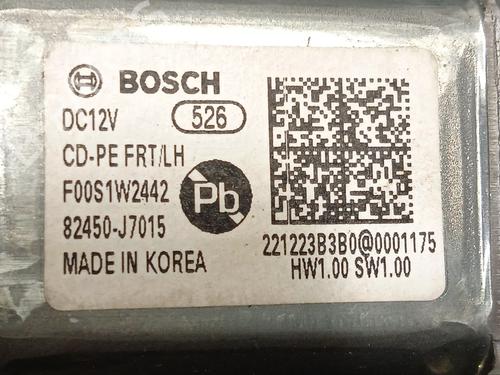 BOSCH
DC12V 526
CD-PE FRT/LH
F00S1W2442
Pb
82450-J7015
MADE IN KOREA
221223B3B0@0001175
HW1.00 SW1.00